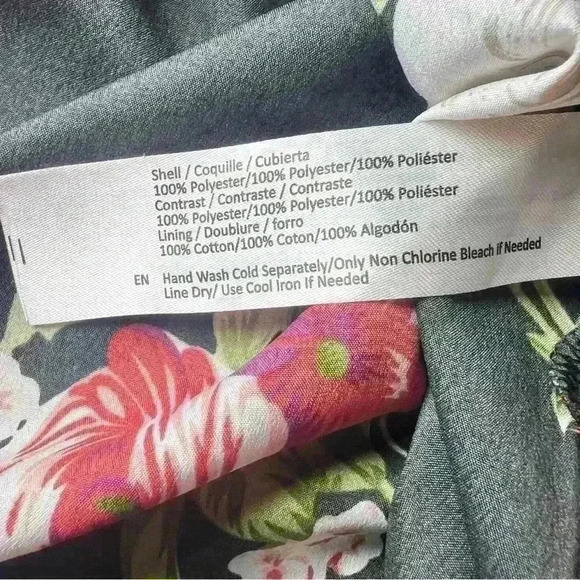 Shell / Coquille / Cubierta
100% Polyester/100% Polyester/100% Poliéster
Contrast / Contraste / Contraste
100% Polyester/100% Polyester/100% Poliéster
Lining / Doublure / forro
100% Cotton/100% Coton/100% Algodón
EN Hand Wash Cold Separately/Only Non Chlorine Bleach if Needed
Line Dry/ Use Cool Iron If Needed